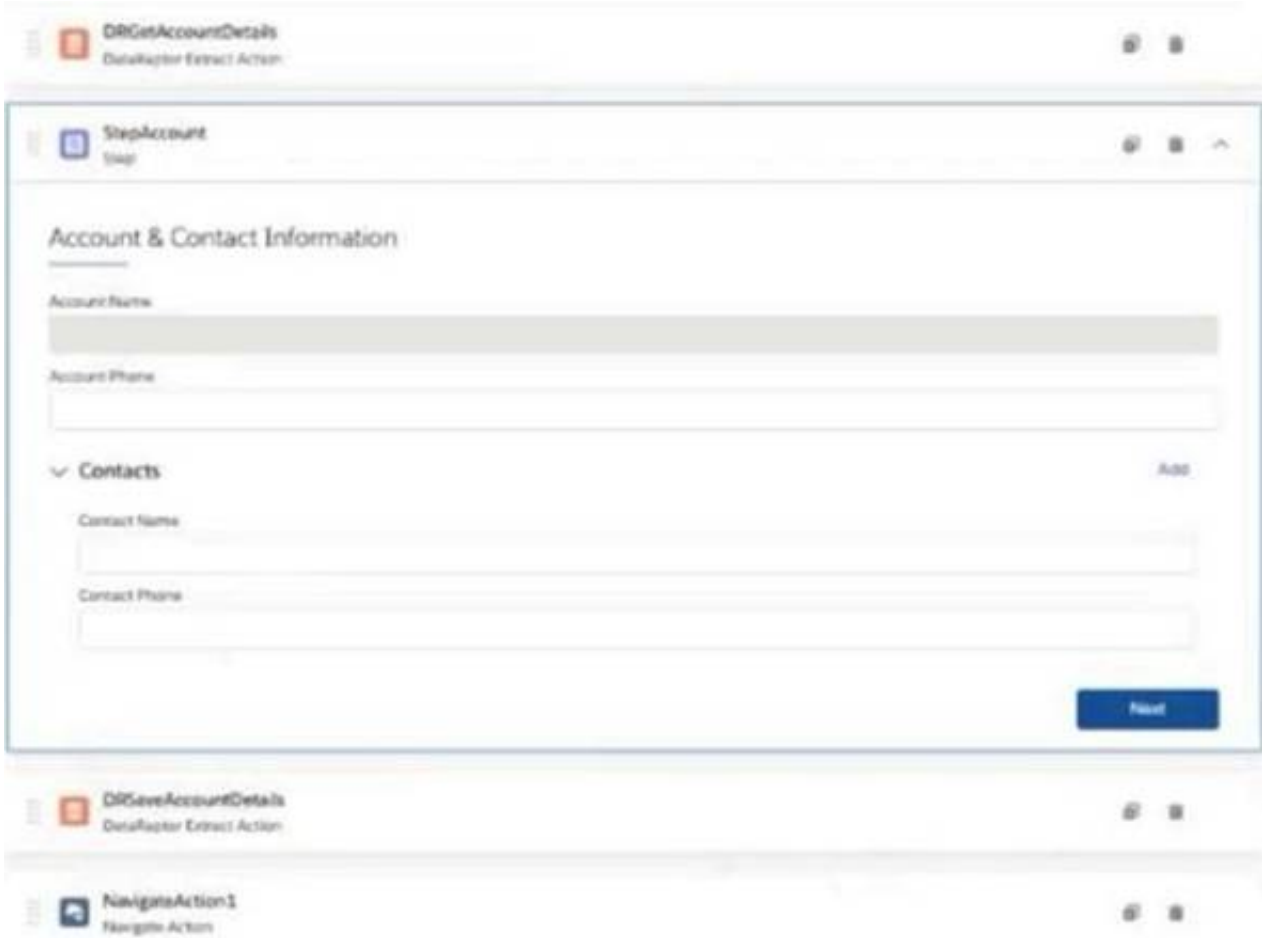 DRGetAccountDetails
DataRaptor Extract Action
StepAccount
Step
Account & Contact Information
Account Name
Account Phone
Contacts
Add
Contact Name
Contact Phone
Next
DRSaveAccountDetails
DataRaptor Extract Action
NavigateAction1
Navigate Action